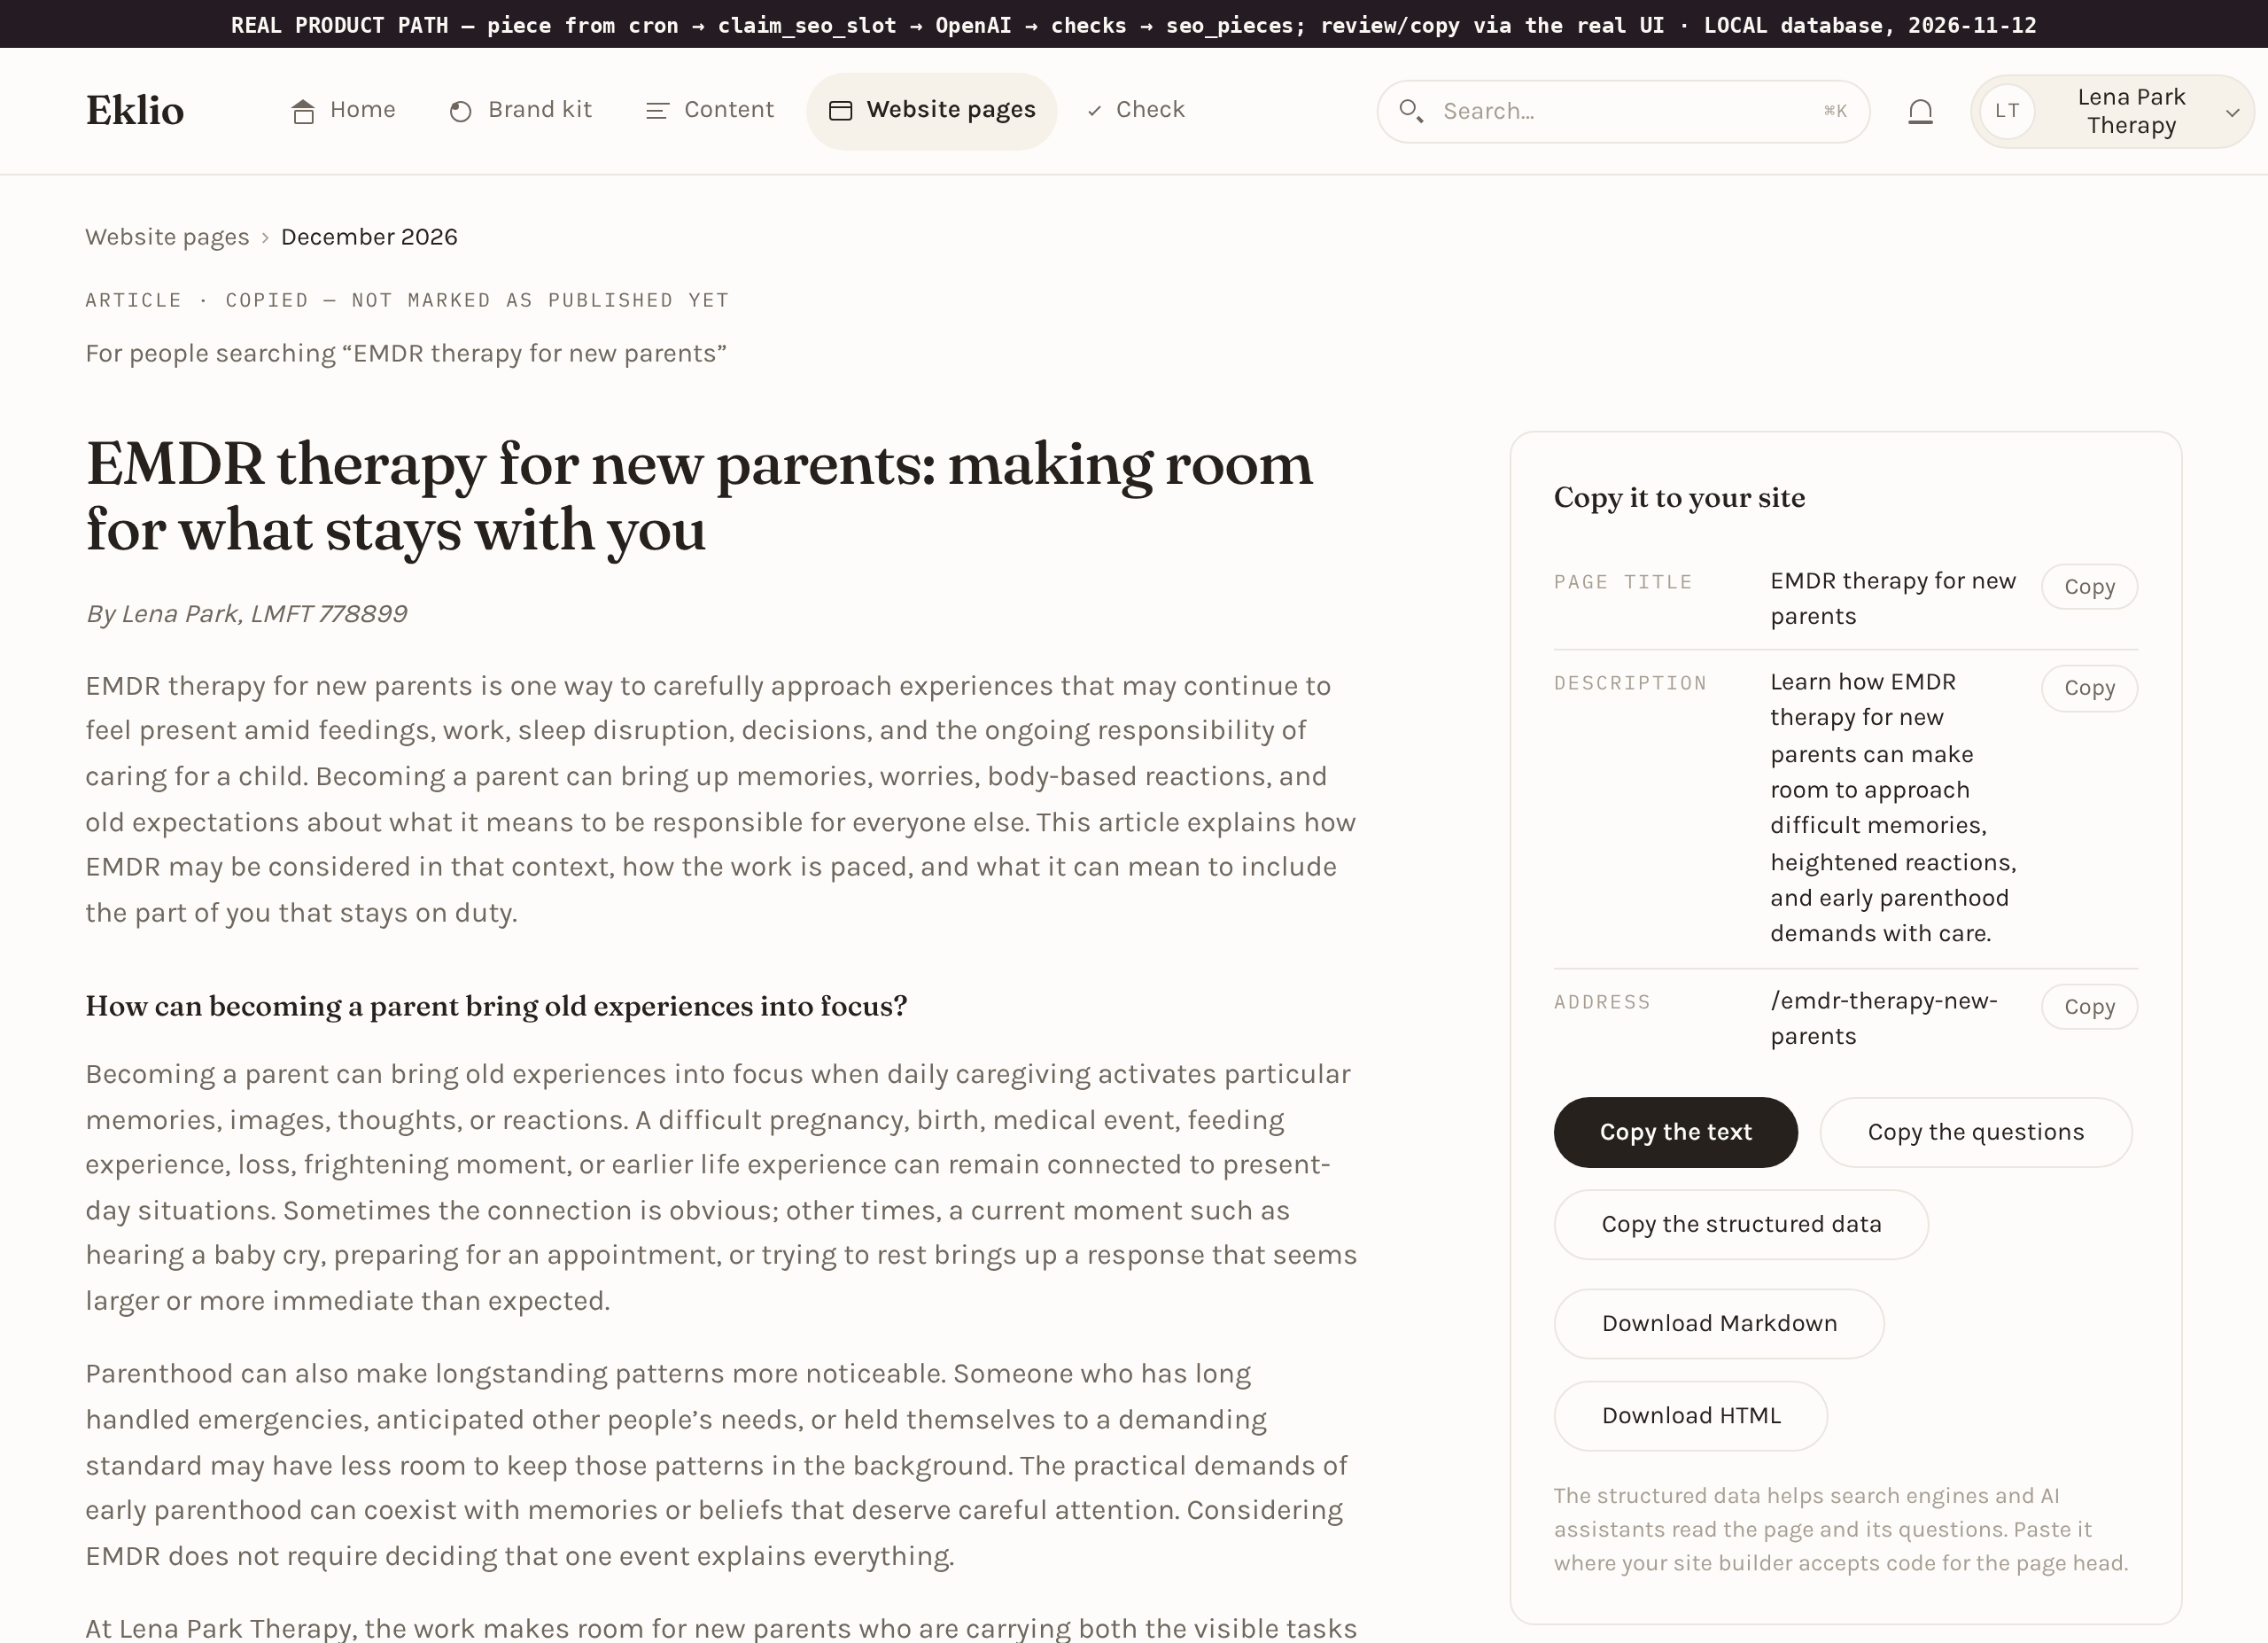 REAL PRODUCT PATH — piece from cron → claim_seo_slot → OpenAI → checks → seo_pieces; review/copy via the real UI · LOCAL database, 2026-11-12
Eklio
Home
Brand kit
Content
Website pages
Check
Search...
⌘K
LT
Lena Park
Therapy
Website pages › December 2026
ARTICLE · COPIED — NOT MARKED AS PUBLISHED YET
For people searching “EMDR therapy for new parents”
EMDR therapy for new parents: making room
for what stays with you
By Lena Park, LMFT 778899
EMDR therapy for new parents is one way to carefully approach experiences that may continue to
feel present amid feedings, work, sleep disruption, decisions, and the ongoing responsibility of
caring for a child. Becoming a parent can bring up memories, worries, body-based reactions, and
old expectations about what it means to be responsible for everyone else. This article explains how
EMDR may be considered in that context, how the work is paced, and what it can mean to include
the part of you that stays on duty.
How can becoming a parent bring old experiences into focus?
Becoming a parent can bring old experiences into focus when daily caregiving activates particular
memories, images, thoughts, or reactions. A difficult pregnancy, birth, medical event, feeding
experience, loss, frightening moment, or earlier life experience can remain connected to present-
day situations. Sometimes the connection is obvious; other times, a current moment such as
hearing a baby cry, preparing for an appointment, or trying to rest brings up a response that seems
larger or more immediate than expected.
Parenthood can also make longstanding patterns more noticeable. Someone who has long
handled emergencies, anticipated other people’s needs, or held themselves to a demanding
standard may have less room to keep those patterns in the background. The practical demands of
early parenthood can coexist with memories or beliefs that deserve careful attention. Considering
EMDR does not require deciding that one event explains everything.
At Lena Park Therapy, the work makes room for new parents who are carrying both the visible tasks
Copy it to your site
PAGE TITLE
EMDR therapy for new
parents
Copy
DESCRIPTION
Learn how EMDR
therapy for new
parents can make
room to approach
difficult memories,
heightened reactions,
and early parenthood
demands with care.
Copy
ADDRESS
/emdr-therapy-new-
parents
Copy
Copy the text
Copy the questions
Copy the structured data
Download Markdown
Download HTML
The structured data helps search engines and AI
assistants read the page and its questions. Paste it
where your site builder accepts code for the page head.